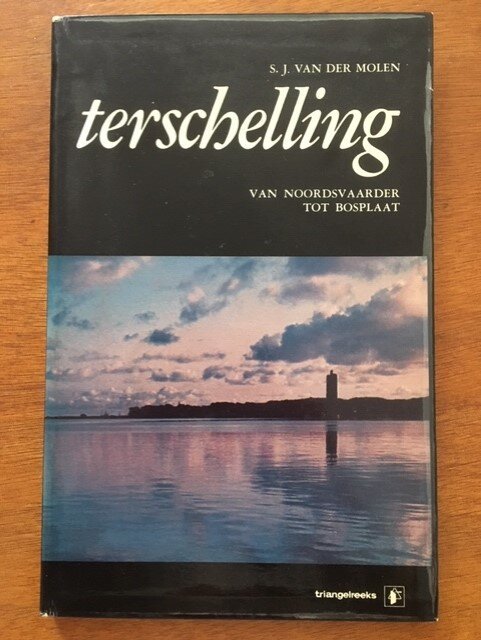 S. J. VAN DER MOLEN
terschelling
VAN NOORDSVAARDER
TOT BOSPLAAT
triangelreeks